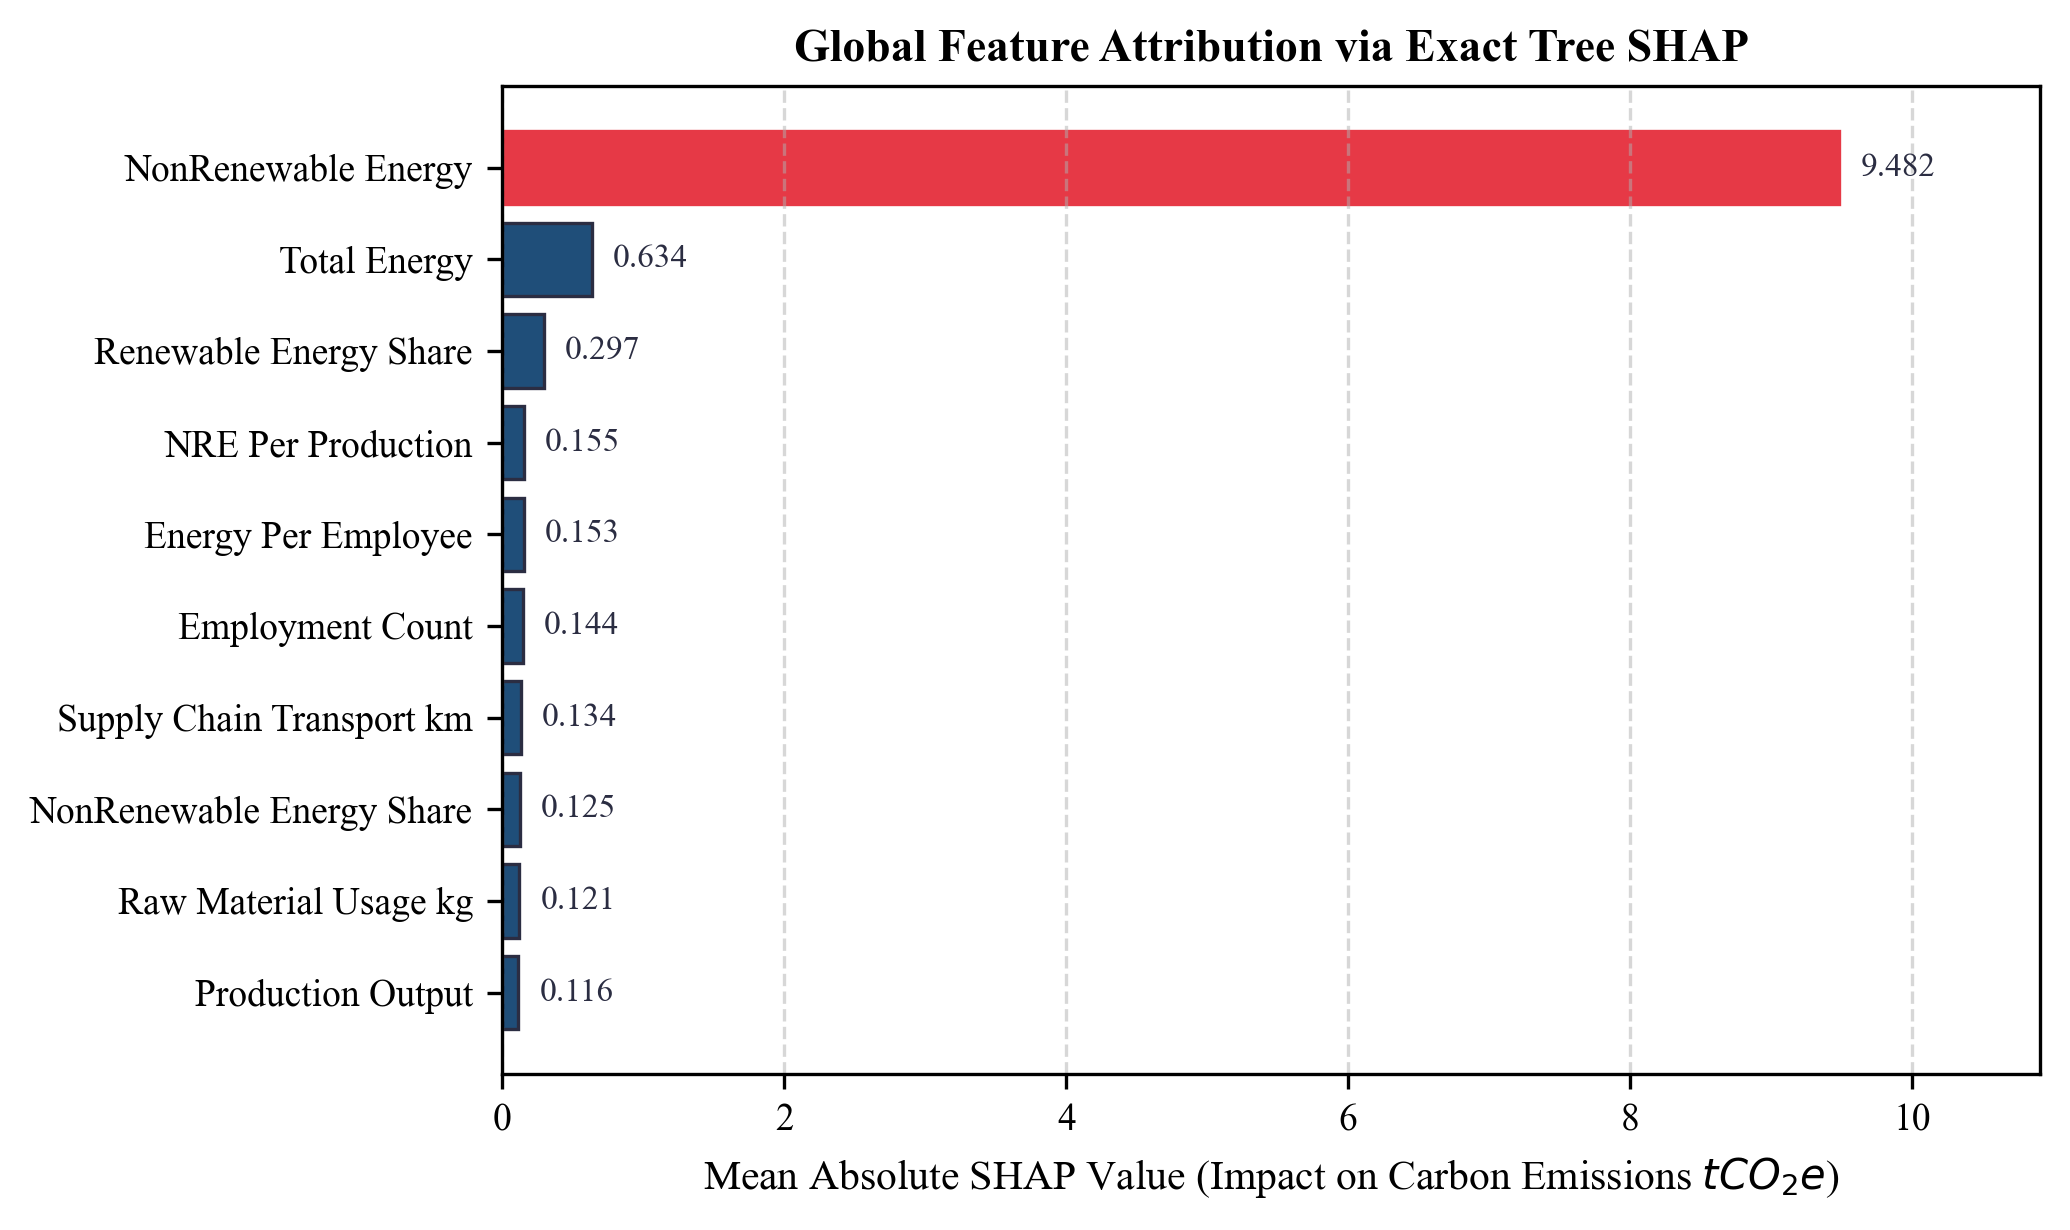 Global Feature Attribution via Exact Tree SHAP
NonRenewable Energy 9.482
Total Energy 0.634
Renewable Energy Share 0.297
NRE Per Production 0.155
Energy Per Employee 0.153
Employment Count 0.144
Supply Chain Transport km 0.134
NonRenewable Energy Share 0.125
Raw Material Usage kg 0.121
Production Output 0.116
0 2 4 6 8 10
Mean Absolute SHAP Value (Impact on Carbon Emissions tCO₂e)